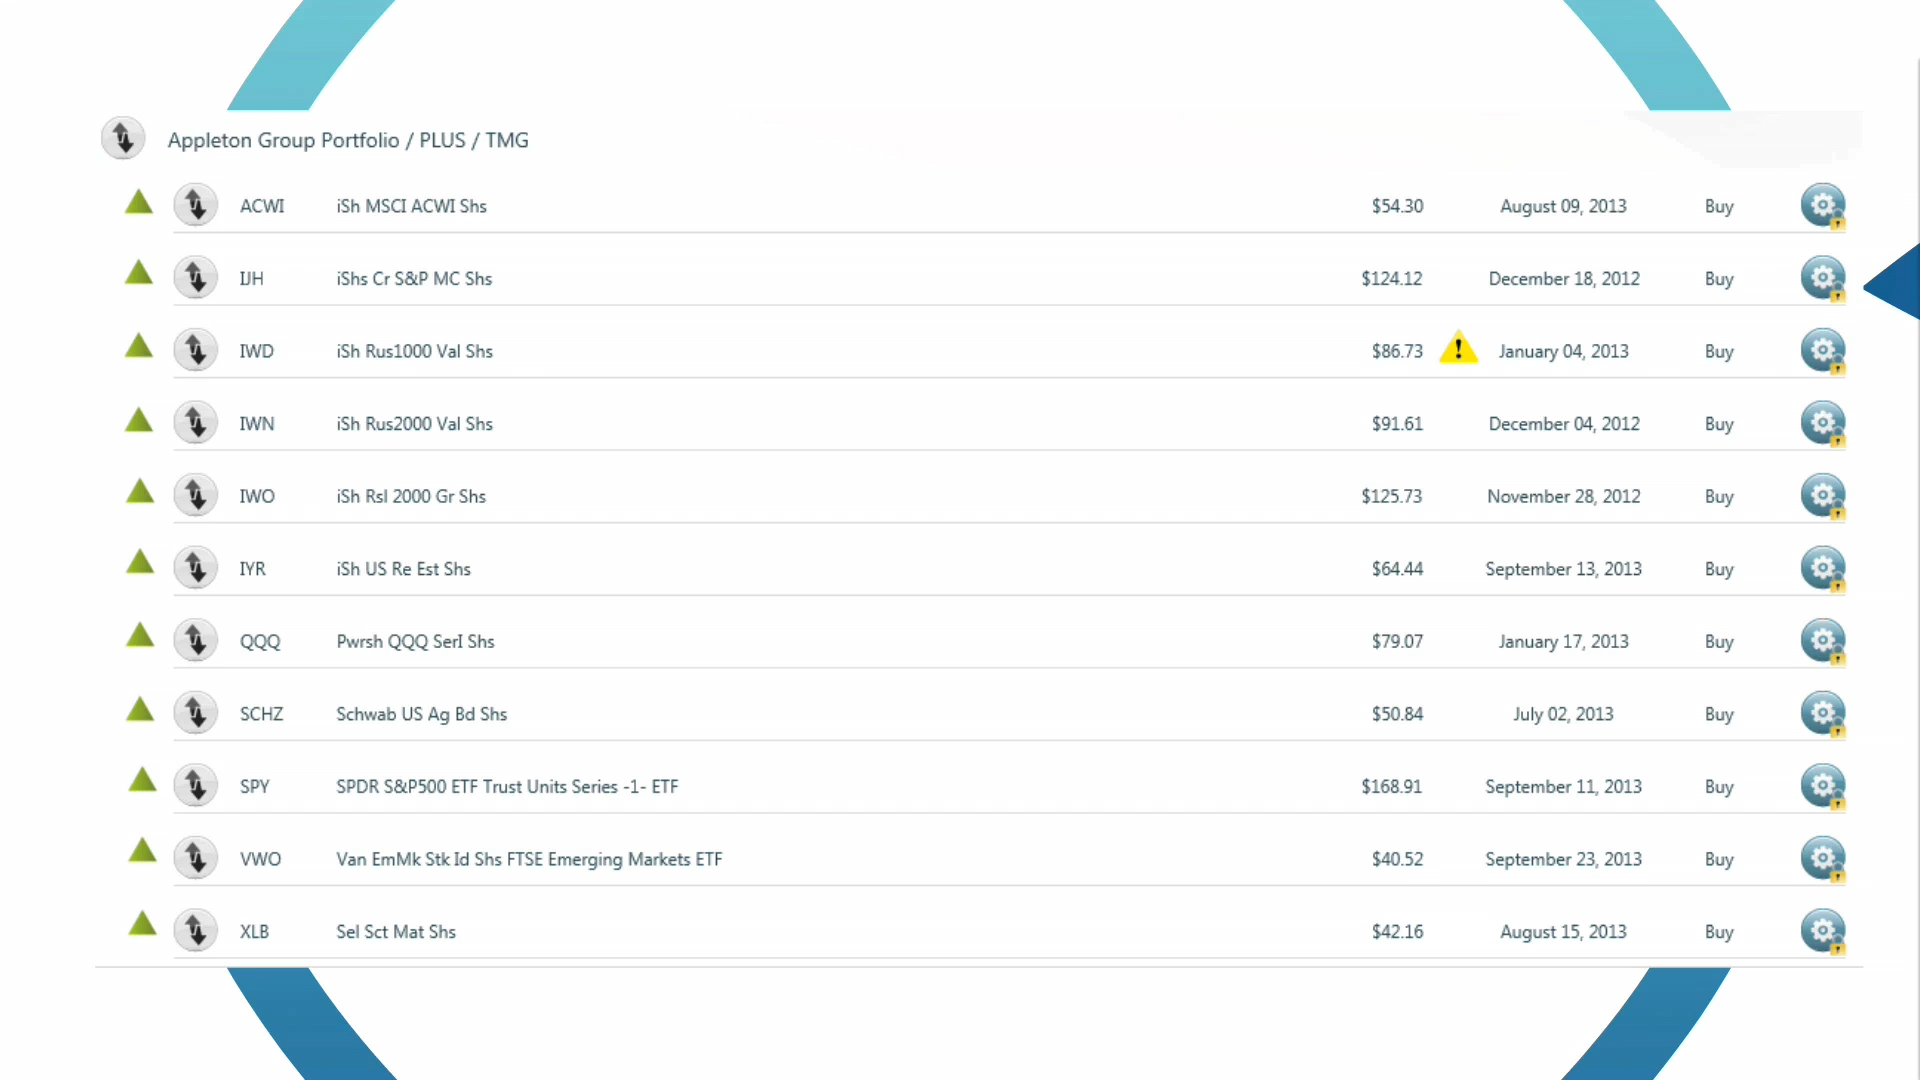 Appleton Group Portfolio / PLUS / TMG
ACWI iSh MSCI ACWI Shs $54.30 August 09, 2013 Buy
IJH iShs Cr S&P MC Shs $124.12 December 18, 2012 Buy
IWD iSh Rus1000 Val Shs $86.73 ! January 04, 2013 Buy
IWN iSh Rus2000 Val Shs $91.61 December 04, 2012 Buy
IWO iSh Rsl 2000 Gr Shs $125.73 November 28, 2012 Buy
IYR iSh US Re Est Shs $64.44 September 13, 2013 Buy
QQQ Pwrsh QQQ SerI Shs $79.07 January 17, 2013 Buy
SCHZ Schwab US Ag Bd Shs $50.84 July 02, 2013 Buy
SPY SPDR S&P500 ETF Trust Units Series -1- ETF $168.91 September 11, 2013 Buy
VWO Van EmMk Stk Id Shs FTSE Emerging Markets ETF $40.52 September 23, 2013 Buy
XLB Sel Sct Mat Shs $42.16 August 15, 2013 Buy